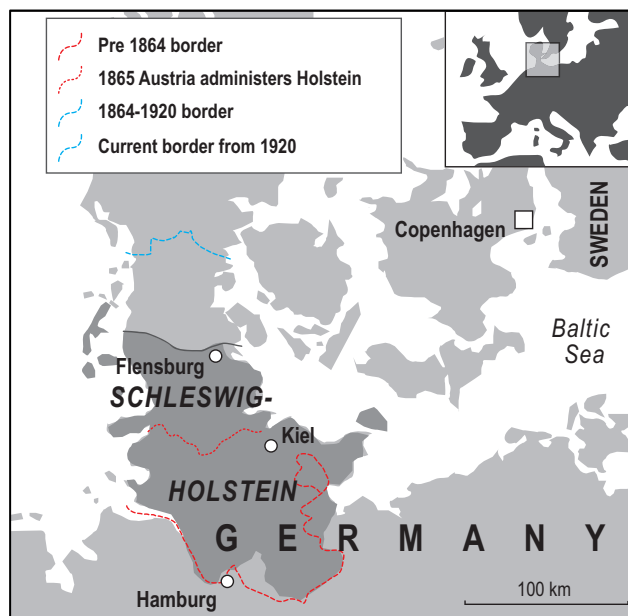 Pre 1864 border
1865 Austria administers Holstein
1864-1920 border
Current border from 1920
Copenhagen
SWEDEN
Baltic
Sea
Flensburg
SCHLESWIG-
Kiel
HOLSTEIN
GERMANY
Hamburg
100 km